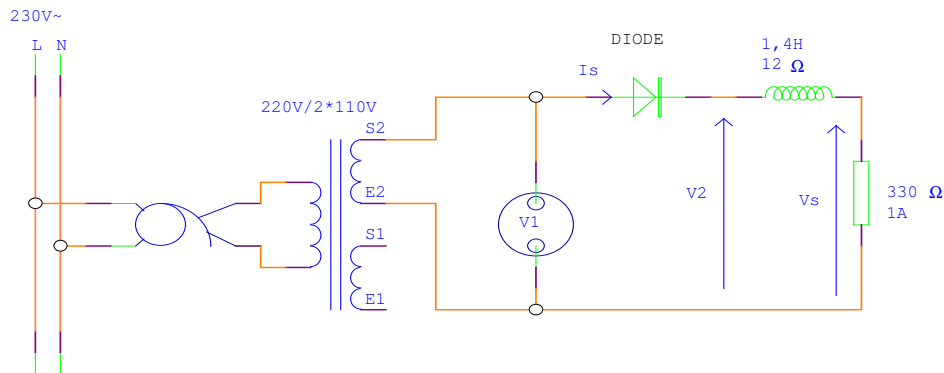 230V~
L N
DIODE
1,4H
12 Ω
Is
220V/2*110V
S2
E2
V1
V2
Vs
330 Ω
1A
S1
E1